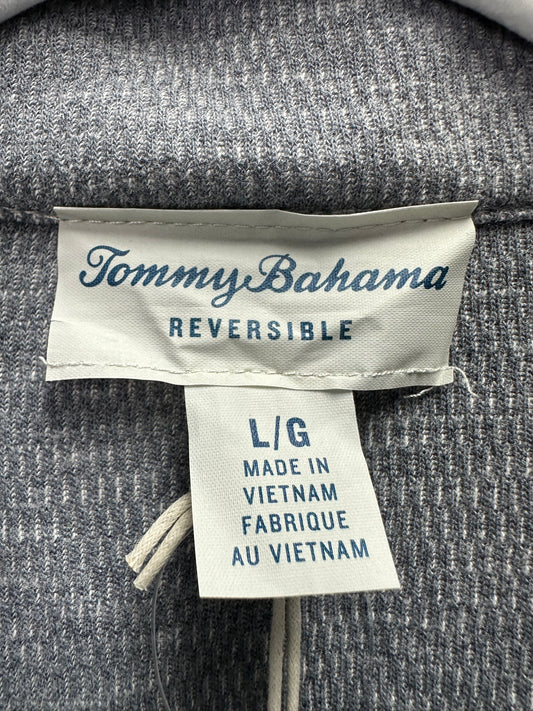 Tommy Bahama
REVERSIBLE
L/G
MADE IN
VIETNAM
FABRIQUE
AU VIETNAM